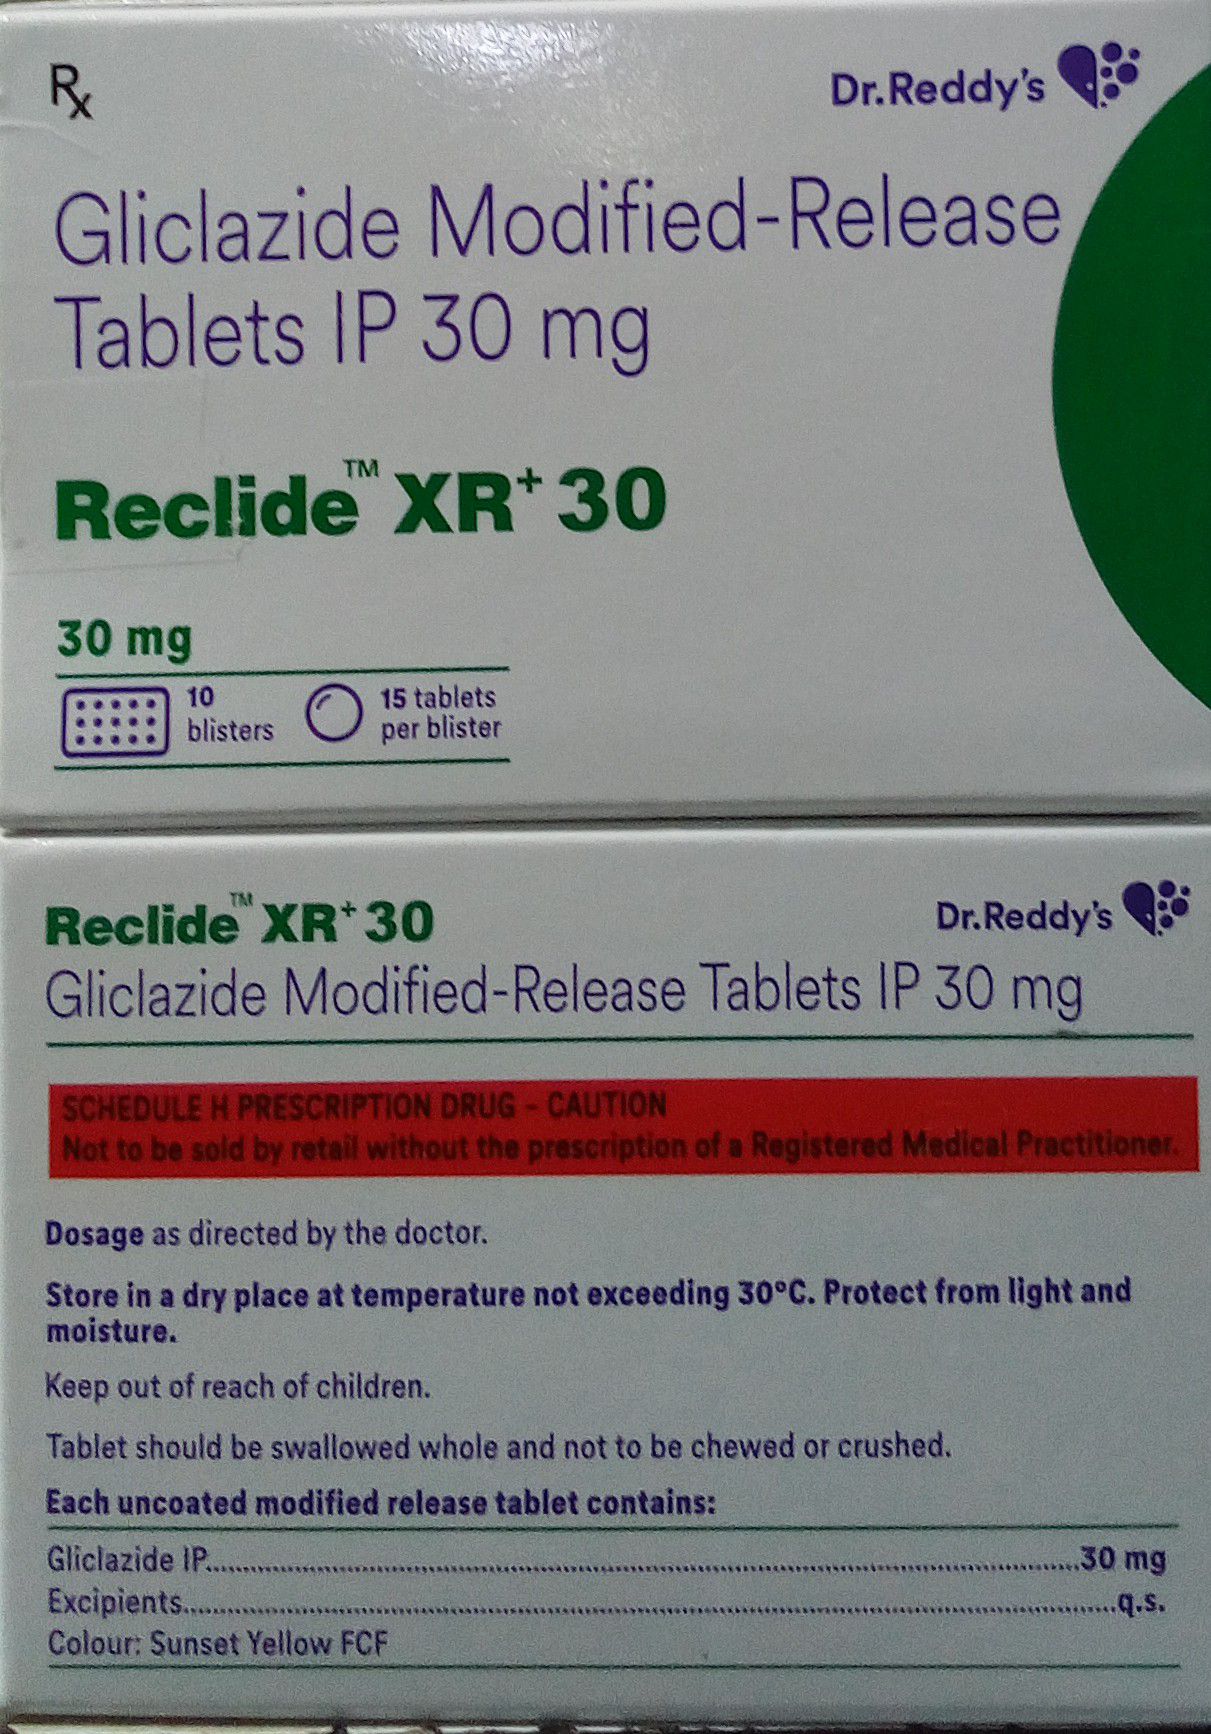 Rx
Dr.Reddy's
Gliclazide Modified-Release
Tablets IP 30 mg
Reclide™ XR+ 30
30 mg
10
blisters
15 tablets
per blister
Reclide™ XR+ 30
Dr.Reddy's
Gliclazide Modified-Release Tablets IP 30 mg
SCHEDULE H PRESCRIPTION DRUG - CAUTION
Not to be sold by retail without the prescription of a Registered Medical Practitioner.
Dosage as directed by the doctor.
Store in a dry place at temperature not exceeding 30°C. Protect from light and
moisture.
Keep out of reach of children.
Tablet should be swallowed whole and not to be chewed or crushed.
Each uncoated modified release tablet contains:
Gliclazide IP..........30 mg
Excipients..........q.s.
Colour: Sunset Yellow FCF